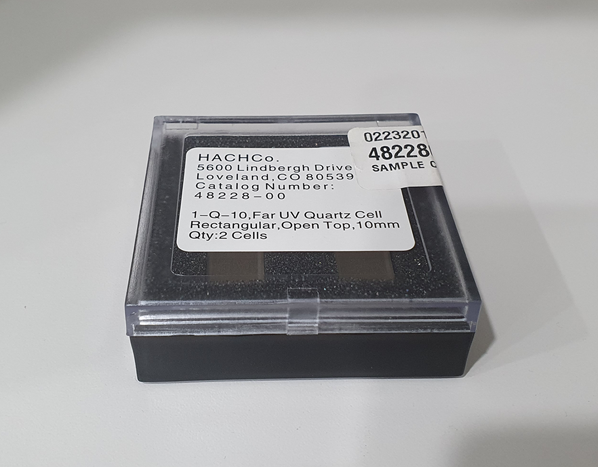 HACHCo.
5600 Lindbergh Drive
Loveland,CO 80539
Catalog Number:
48228-00
1-Q-10,Far UV Quartz Cell
Rectangular,Open Top,10mm
Qty:2 Cells
0223201
48228
SAMPLE C